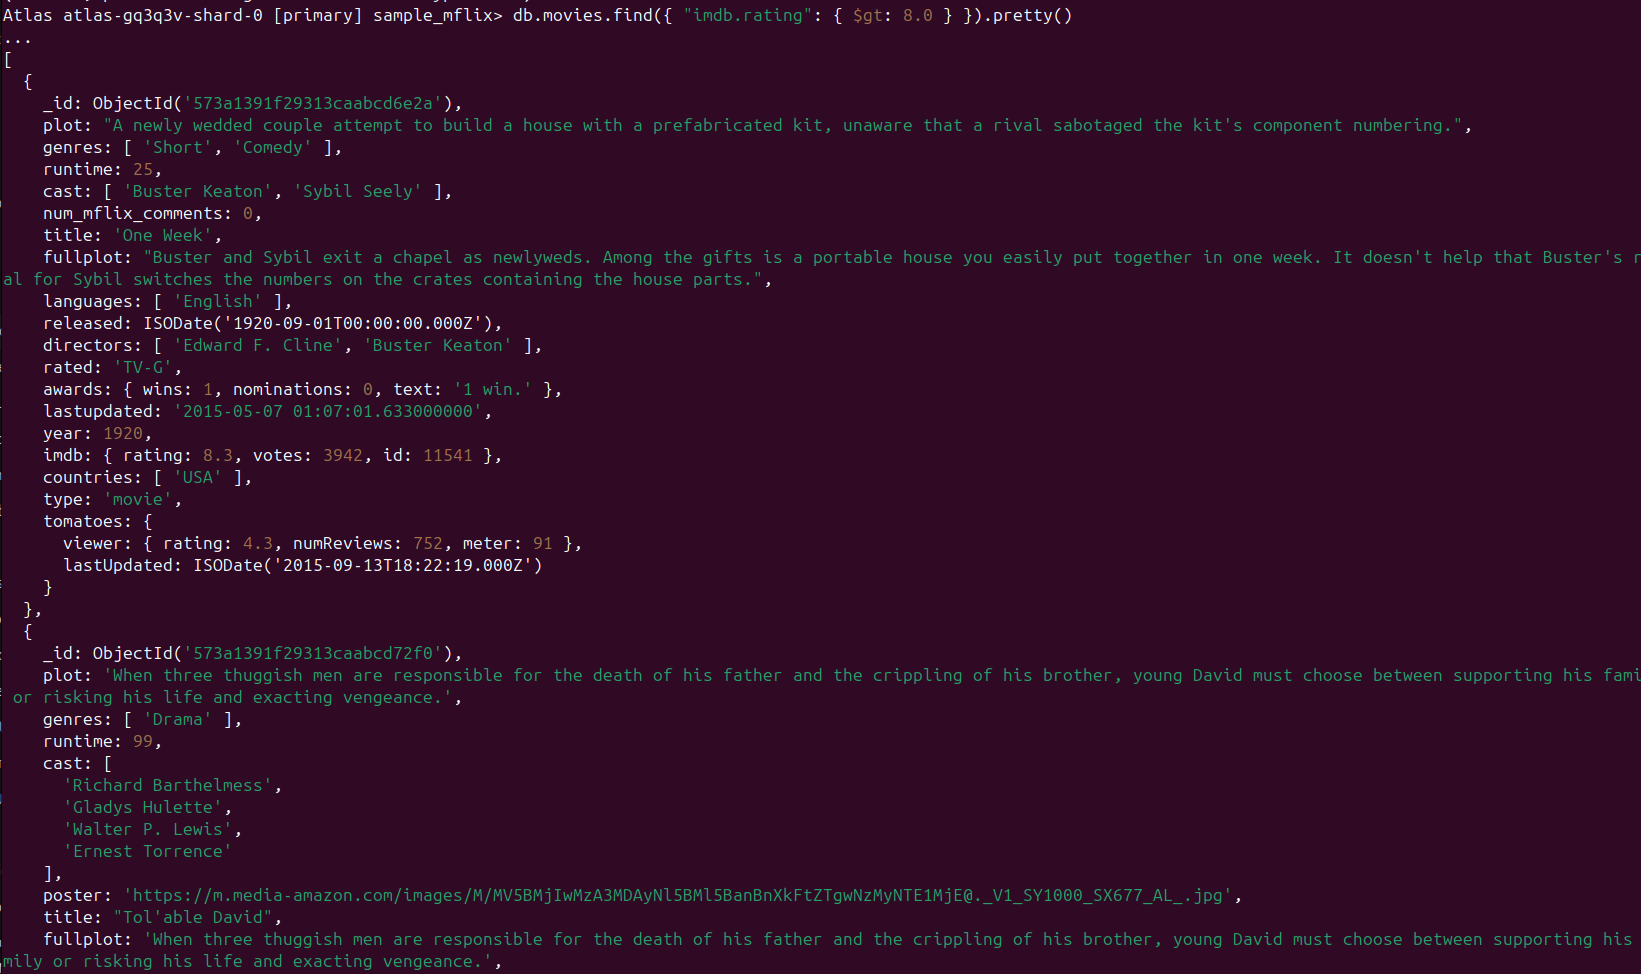 Atlas atlas-gq3q3v-shard-0 [primary] sample_mflix> db.movies.find({ "imdb.rating": { $gt: 8.0 } }).pretty()
...
[
  {
    _id: ObjectId('573a1391f29313caabcd6e2a'),
    plot: "A newly wedded couple attempt to build a house with a prefabricated kit, unaware that a rival sabotaged the kit's component numbering.",
    genres: [ 'Short', 'Comedy' ],
    runtime: 25,
    cast: [ 'Buster Keaton', 'Sybil Seely' ],
    num_mflix_comments: 0,
    title: 'One Week',
    fullplot: "Buster and Sybil exit a chapel as newlyweds. Among the gifts is a portable house you easily put together in one week. It doesn't help that Buster's r
al for Sybil switches the numbers on the crates containing the house parts.",
    languages: [ 'English' ],
    released: ISODate('1920-09-01T00:00:00.000Z'),
    directors: [ 'Edward F. Cline', 'Buster Keaton' ],
    rated: 'TV-G',
    awards: { wins: 1, nominations: 0, text: '1 win.' },
    lastupdated: '2015-05-07 01:07:01.633000000',
    year: 1920,
    imdb: { rating: 8.3, votes: 3942, id: 11541 },
    countries: [ 'USA' ],
    type: 'movie',
    tomatoes: {
      viewer: { rating: 4.3, numReviews: 752, meter: 91 },
      lastUpdated: ISODate('2015-09-13T18:22:19.000Z')
    }
  },
  {
    _id: ObjectId('573a1391f29313caabcd72f0'),
    plot: 'When three thuggish men are responsible for the death of his father and the crippling of his brother, young David must choose between supporting his fami
 or risking his life and exacting vengeance.',
    genres: [ 'Drama' ],
    runtime: 99,
    cast: [
      'Richard Barthelmess',
      'Gladys Hulette',
      'Walter P. Lewis',
      'Ernest Torrence'
    ],
    poster: 'https://m.media-amazon.com/images/M/MV5BMjIwMzA3MDAyNl5BMl5BanBnXkFtZTgwNzMyNTE1MjE@._V1_SY1000_SX677_AL_.jpg',
    title: "Tol'able David",
    fullplot: 'When three thuggish men are responsible for the death of his father and the crippling of his brother, young David must choose between supporting his
mily or risking his life and exacting vengeance.',